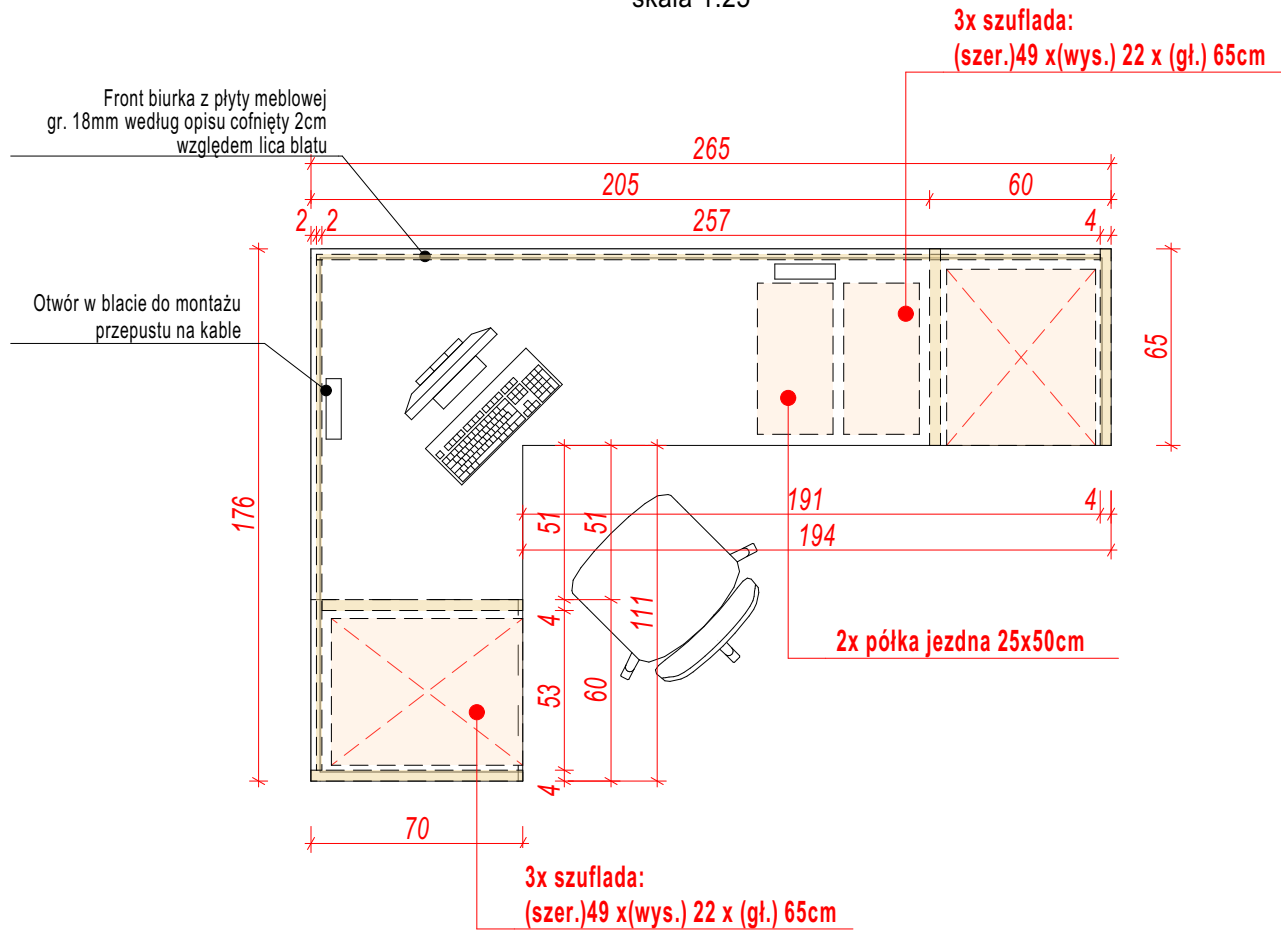 skala 1:25
3x szuflada:
(szer.)49 x(wys.) 22 x (gł.) 65cm
Front biurka z płyty meblowej
gr. 18mm według opisu cofnięty 2cm
względem lica blatu
265
205
60
2
2
257
4
Otwór w blacie do montażu
przepustu na kable
65
176
191
4
194
51
51
111
4
53
60
4
2x półka jezdna 25x50cm
70
3x szuflada:
(szer.)49 x(wys.) 22 x (gł.) 65cm